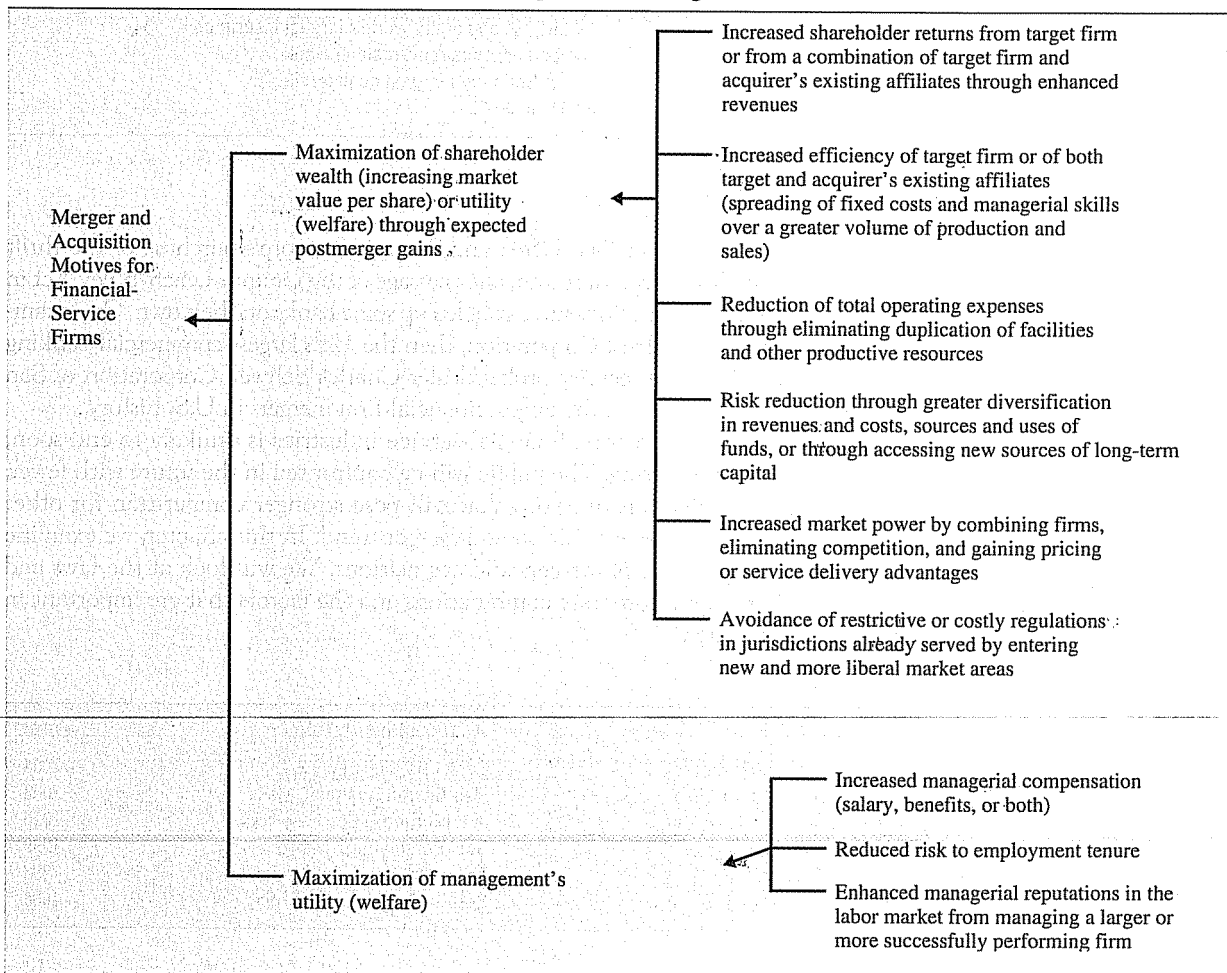 Merger and
Acquisition
Motives for
Financial-
Service
Firms
Maximization of shareholder
wealth (increasing market
value per share) or utility
(welfare) through expected
postmerger gains
Increased shareholder returns from target firm
or from a combination of target firm and
acquirer's existing affiliates through enhanced
revenues
Increased efficiency of target firm or of both
target and acquirer's existing affiliates
(spreading of fixed costs and managerial skills
over a greater volume of production and
sales)
Reduction of total operating expenses
through eliminating duplication of facilities
and other productive resources
Risk reduction through greater diversification
in revenues and costs, sources and uses of
funds, or through accessing new sources of long-term
capital
Increased market power by combining firms,
eliminating competition, and gaining pricing
or service delivery advantages
Avoidance of restrictive or costly regulations
in jurisdictions already served by entering
new and more liberal market areas
Maximization of management's
utility (welfare)
Increased managerial compensation
(salary, benefits, or both)
Reduced risk to employment tenure
Enhanced managerial reputations in the
labor market from managing a larger or
more successfully performing firm